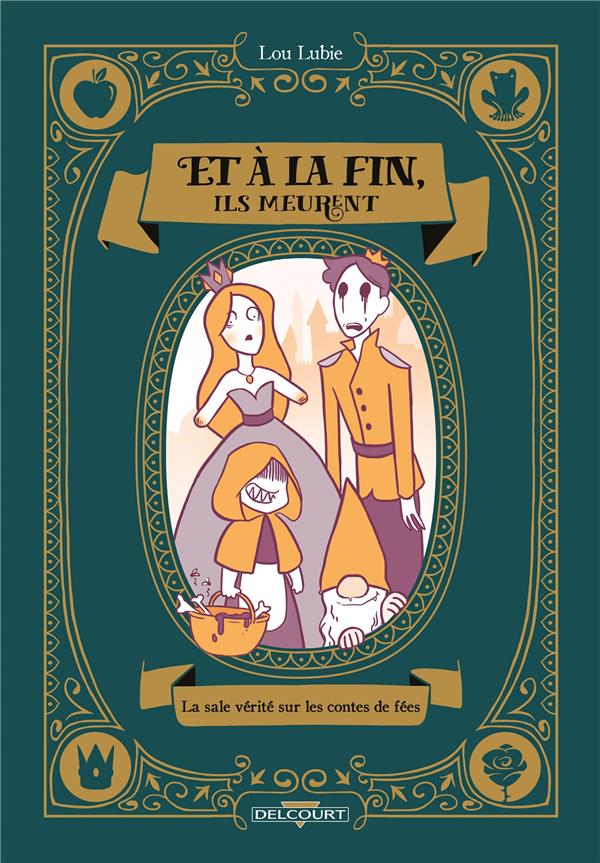 Lou Lubie
ET À LA FIN,
ILS MEURENT
La sale vérité sur les contes de fées
DELCOURT